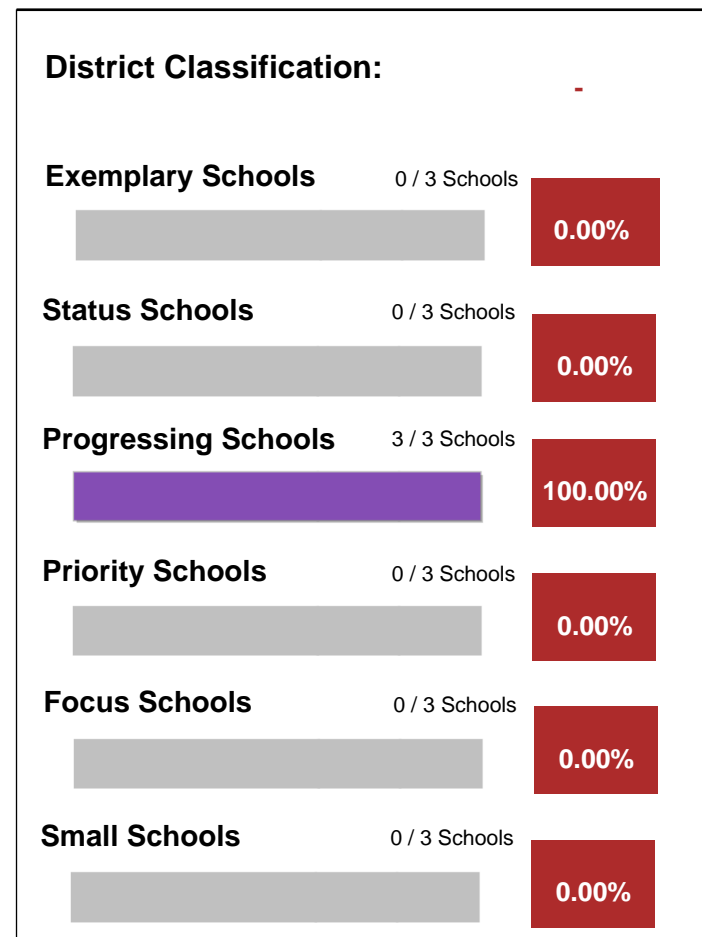 District Classification:
-
Exemplary Schools 0 / 3 Schools
0.00%
Status Schools 0 / 3 Schools
0.00%
Progressing Schools 3 / 3 Schools
100.00%
Priority Schools 0 / 3 Schools
0.00%
Focus Schools 0 / 3 Schools
0.00%
Small Schools 0 / 3 Schools
0.00%